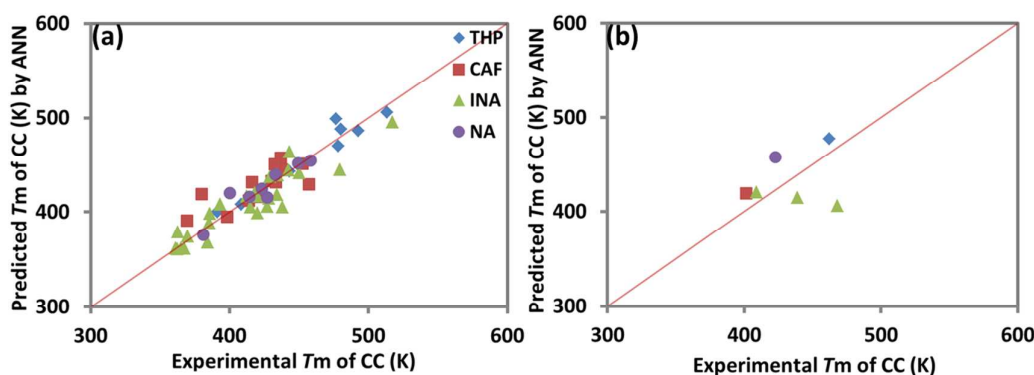 (a)
Predicted Tm of CC (K) by ANN
600
500
400
300
300 400 500 600
Experimental Tm of CC (K)
THP
CAF
INA
NA
(b)
Predicted Tm of CC (K) by ANN
600
500
400
300
300 400 500 600
Experimental Tm of CC (K)